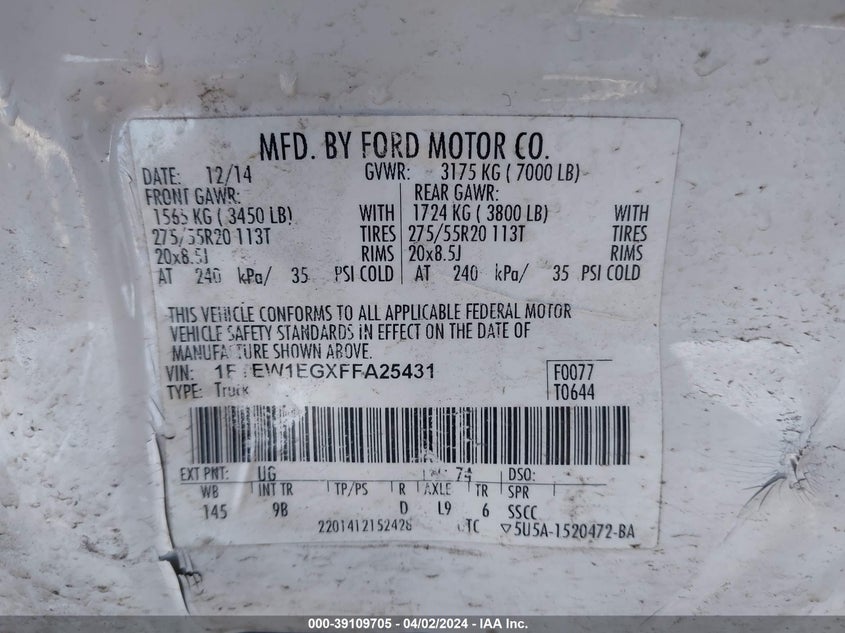 MFD. BY FORD MOTOR CO.
DATE: 12/14 GVWR: 3175 KG ( 7000 LB)
FRONT GAWR: REAR GAWR:
1565 KG ( 3450 LB) WITH 1724 KG ( 3800 LB) WITH
275/55R20 113T TIRES 275/55R20 113T TIRES
20x8.5J RIMS 20x8.5J RIMS
AT 240 kPa/ 35 PSI COLD AT 240 kPa/ 35 PSI COLD
THIS VEHICLE CONFORMS TO ALL APPLICABLE FEDERAL MOTOR
VEHICLE SAFETY STANDARDS IN EFFECT ON THE DATE OF
MANUFACTURE SHOWN ABOVE.
VIN: EW1EGXFFA25431 F0077
TYPE: Truck T0644
EXT PNT: UG 74 DSO:
WB INT TR TP/PS R AXLE TR SPR
145 9B D L9 6 SSCC
2201412152428 TC ▽5U5A-1520472-BA
000-39109705 - 04/02/2024 - © IAA, Inc.